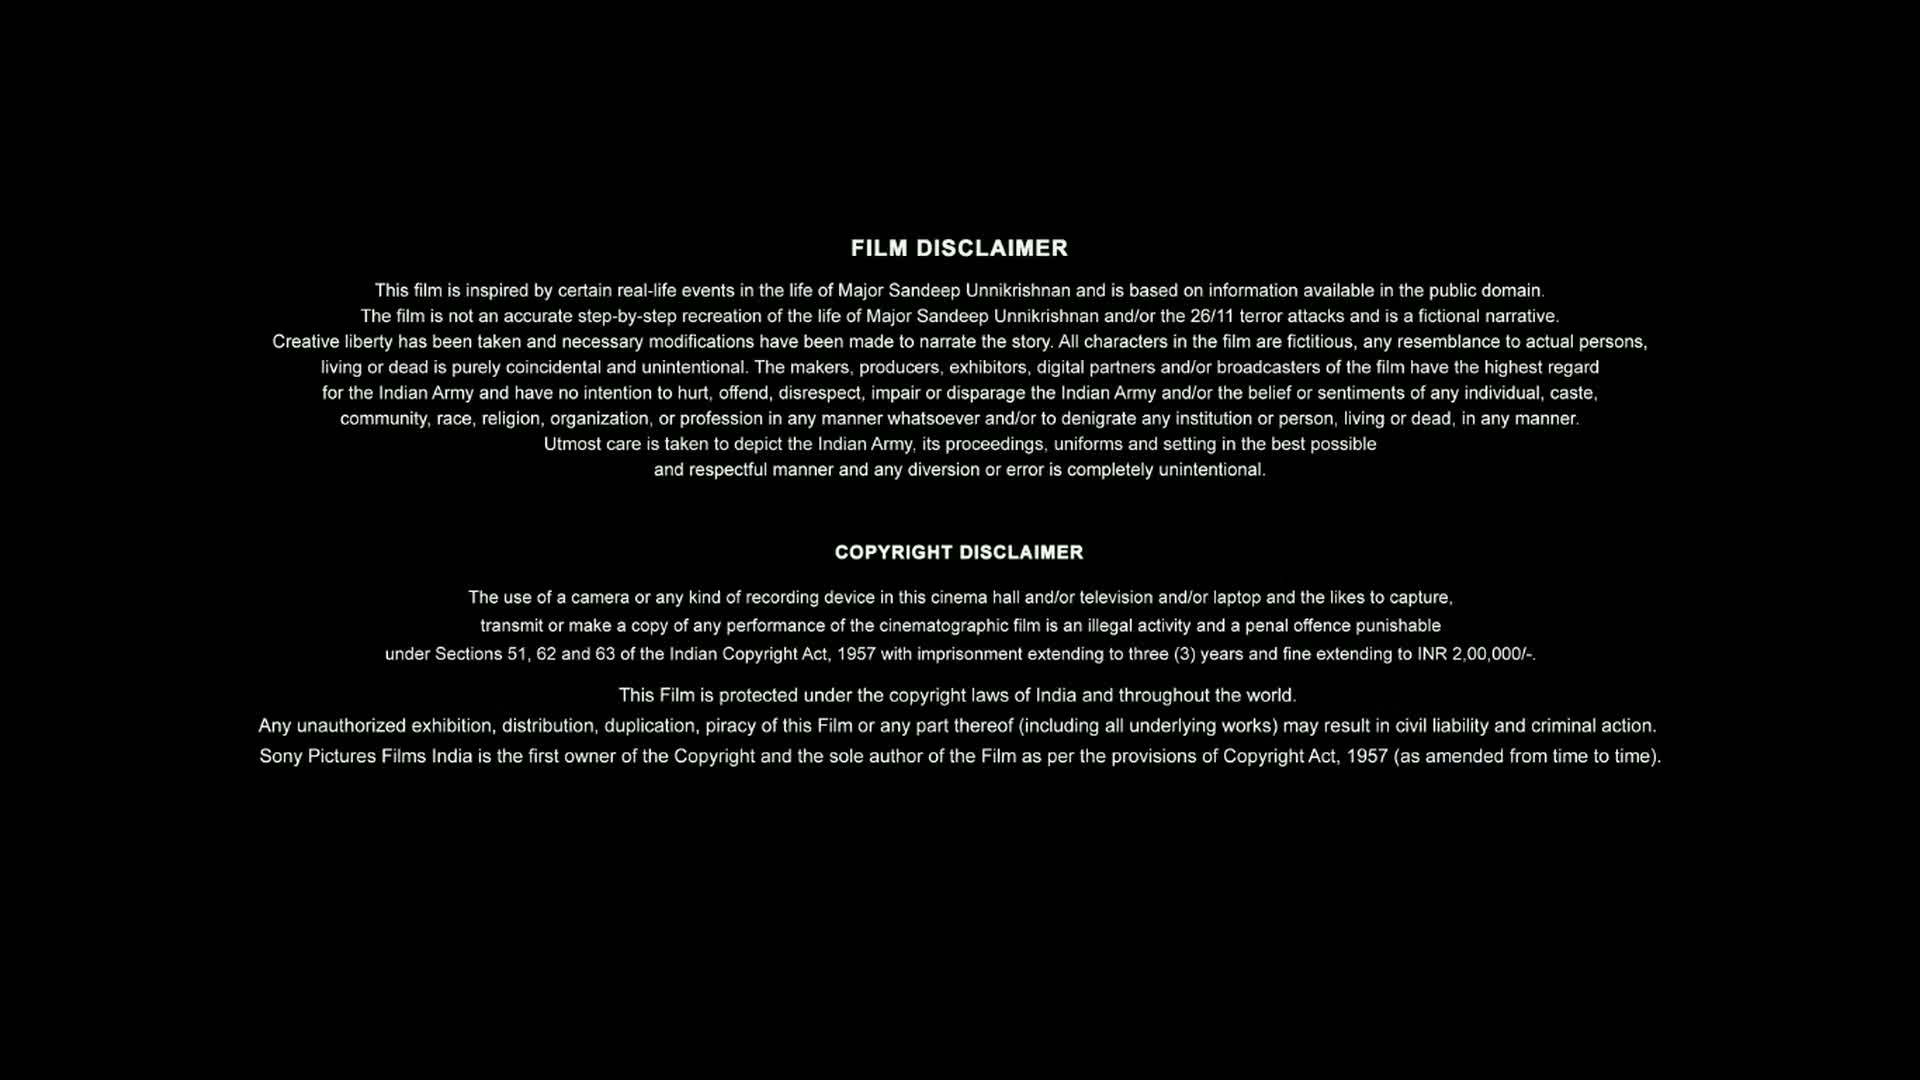 FILM DISCLAIMER
This film is inspired by certain real-life events in the life of Major Sandeep Unnikrishnan and is based on information available in the public domain.
The film is not an accurate step-by-step recreation of the life of Major Sandeep Unnikrishnan and/or the 26/11 terror attacks and is a fictional narrative.
Creative liberty has been taken and necessary modifications have been made to narrate the story. All characters in the film are fictitious, any resemblance to actual persons,
living or dead is purely coincidental and unintentional. The makers, producers, exhibitors, digital partners and/or broadcasters of the film have the highest regard
for the Indian Army and have no intention to hurt, offend, disrespect, impair or disparage the Indian Army and/or the belief or sentiments of any individual, caste,
community, race, religion, organization, or profession in any manner whatsoever and/or to denigrate any institution or person, living or dead, in any manner.
Utmost care is taken to depict the Indian Army, its proceedings, uniforms and setting in the best possible
and respectful manner and any diversion or error is completely unintentional.
COPYRIGHT DISCLAIMER
The use of a camera or any kind of recording device in this cinema hall and/or television and/or laptop and the likes to capture,
transmit or make a copy of any performance of the cinematographic film is an illegal activity and a penal offence punishable
under Sections 51, 62 and 63 of the Indian Copyright Act, 1957 with imprisonment extending to three (3) years and fine extending to INR 2,00,000/-.
This Film is protected under the copyright laws of India and throughout the world.
Any unauthorized exhibition, distribution, duplication, piracy of this Film or any part thereof (including all underlying works) may result in civil liability and criminal action.
Sony Pictures Films India is the first owner of the Copyright and the sole author of the Film as per the provisions of Copyright Act, 1957 (as amended from time to time).